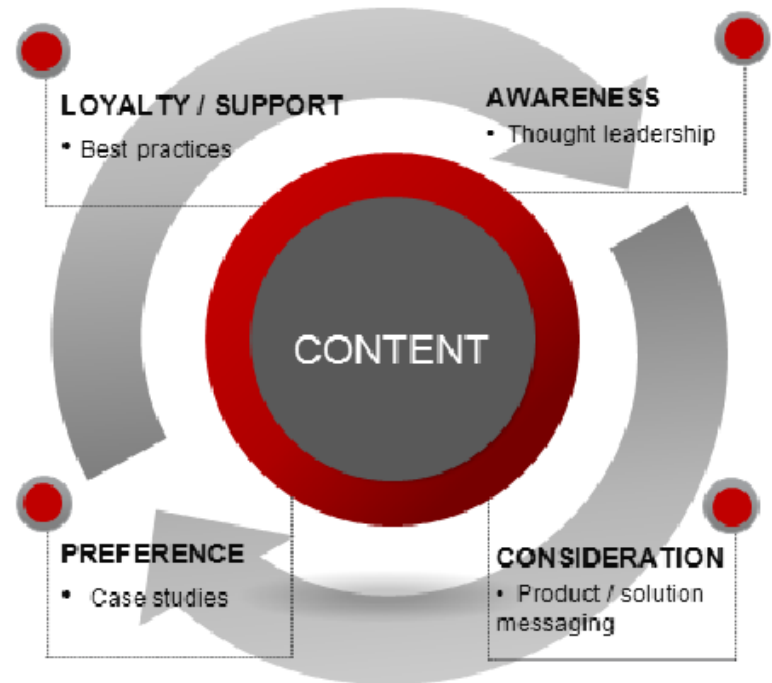 LOYALTY / SUPPORT
• Best practices
AWARENESS
• Thought leadership
CONTENT
PREFERENCE
• Case studies
CONSIDERATION
• Product / solution
messaging